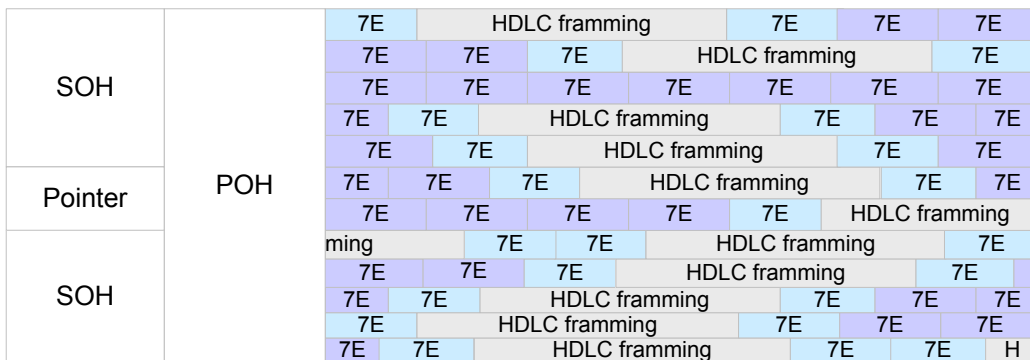 7E HDLC framming 7E 7E 7E
7E 7E 7E HDLC framming 7E
SOH
7E 7E 7E 7E 7E 7E 7E
7E 7E HDLC framming 7E 7E 7E
7E 7E HDLC framming 7E 7E
Pointer
POH
7E 7E 7E HDLC framming 7E 7E
7E 7E 7E 7E 7E HDLC framming
ming 7E 7E HDLC framming 7E
SOH
7E 7E 7E HDLC framming 7E
7E 7E HDLC framming 7E 7E 7E
7E HDLC framming 7E 7E 7E
7E 7E HDLC framming 7E 7E H